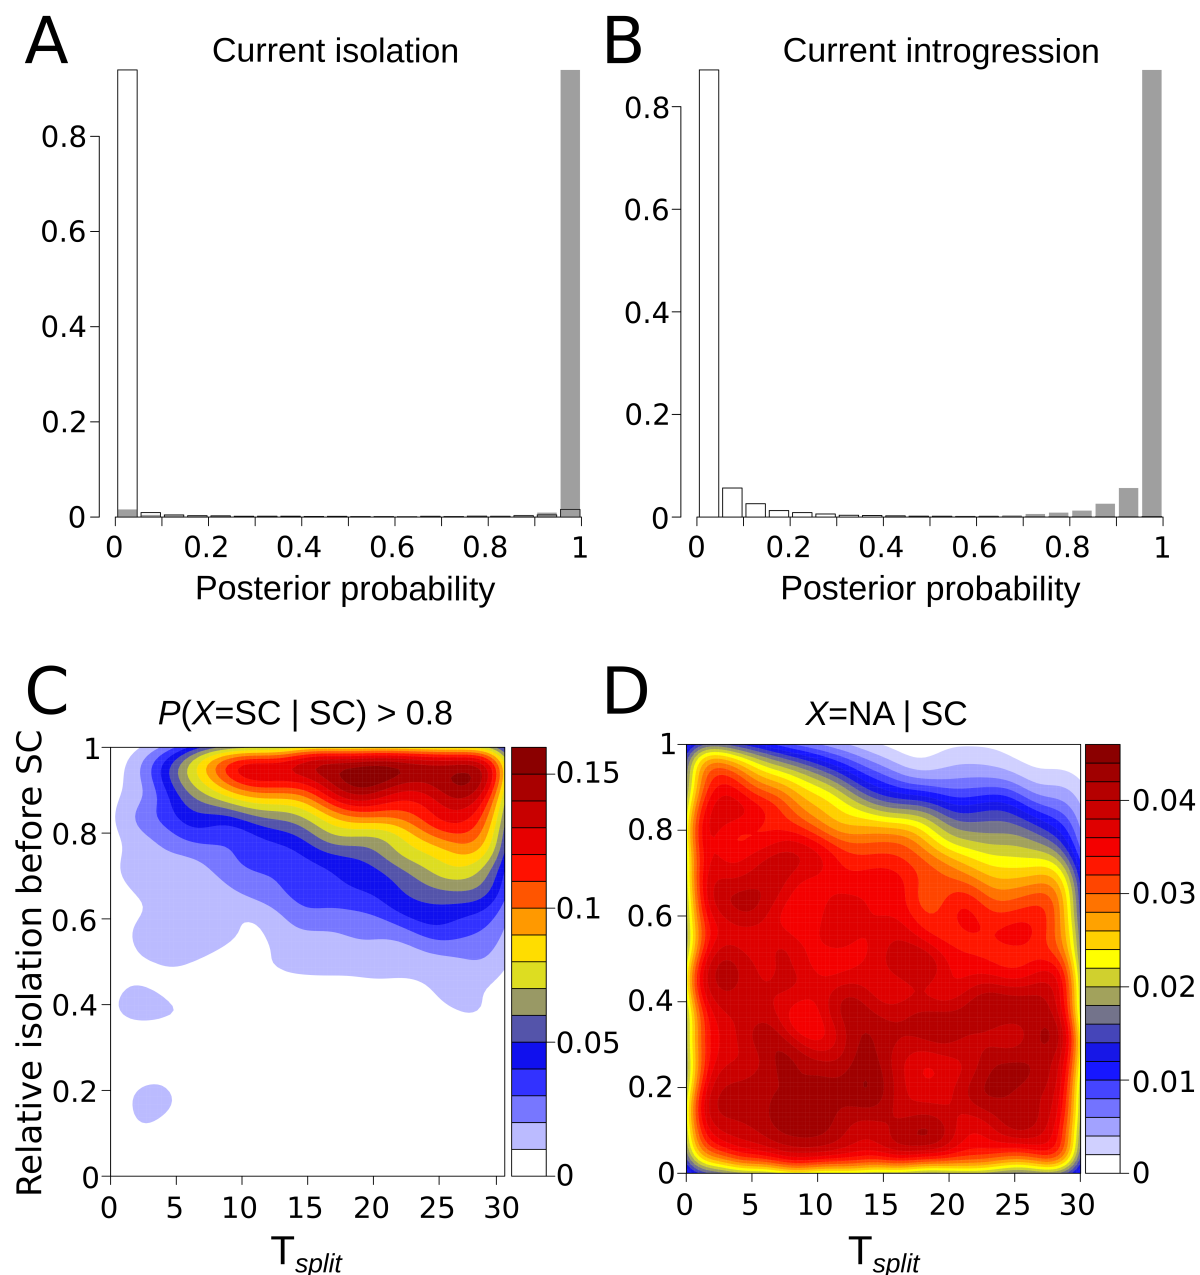 A
Current isolation
0.8
0.6
0.4
0.2
0
0 0.2 0.4 0.6 0.8 1
Posterior probability
B
Current introgression
0.8
0.6
0.4
0.2
0
0 0.2 0.4 0.6 0.8 1
Posterior probability
C
P(X=SC | SC) > 0.8
Relative isolation before SC
1
0.8
0.6
0.4
0.2
0
0 5 10 15 20 25 30
T split
0.15
0.1
0.05
0
D
X=NA | SC
1
0.8
0.6
0.4
0.2
0
0 5 10 15 20 25 30
T split
0.04
0.03
0.02
0.01
0